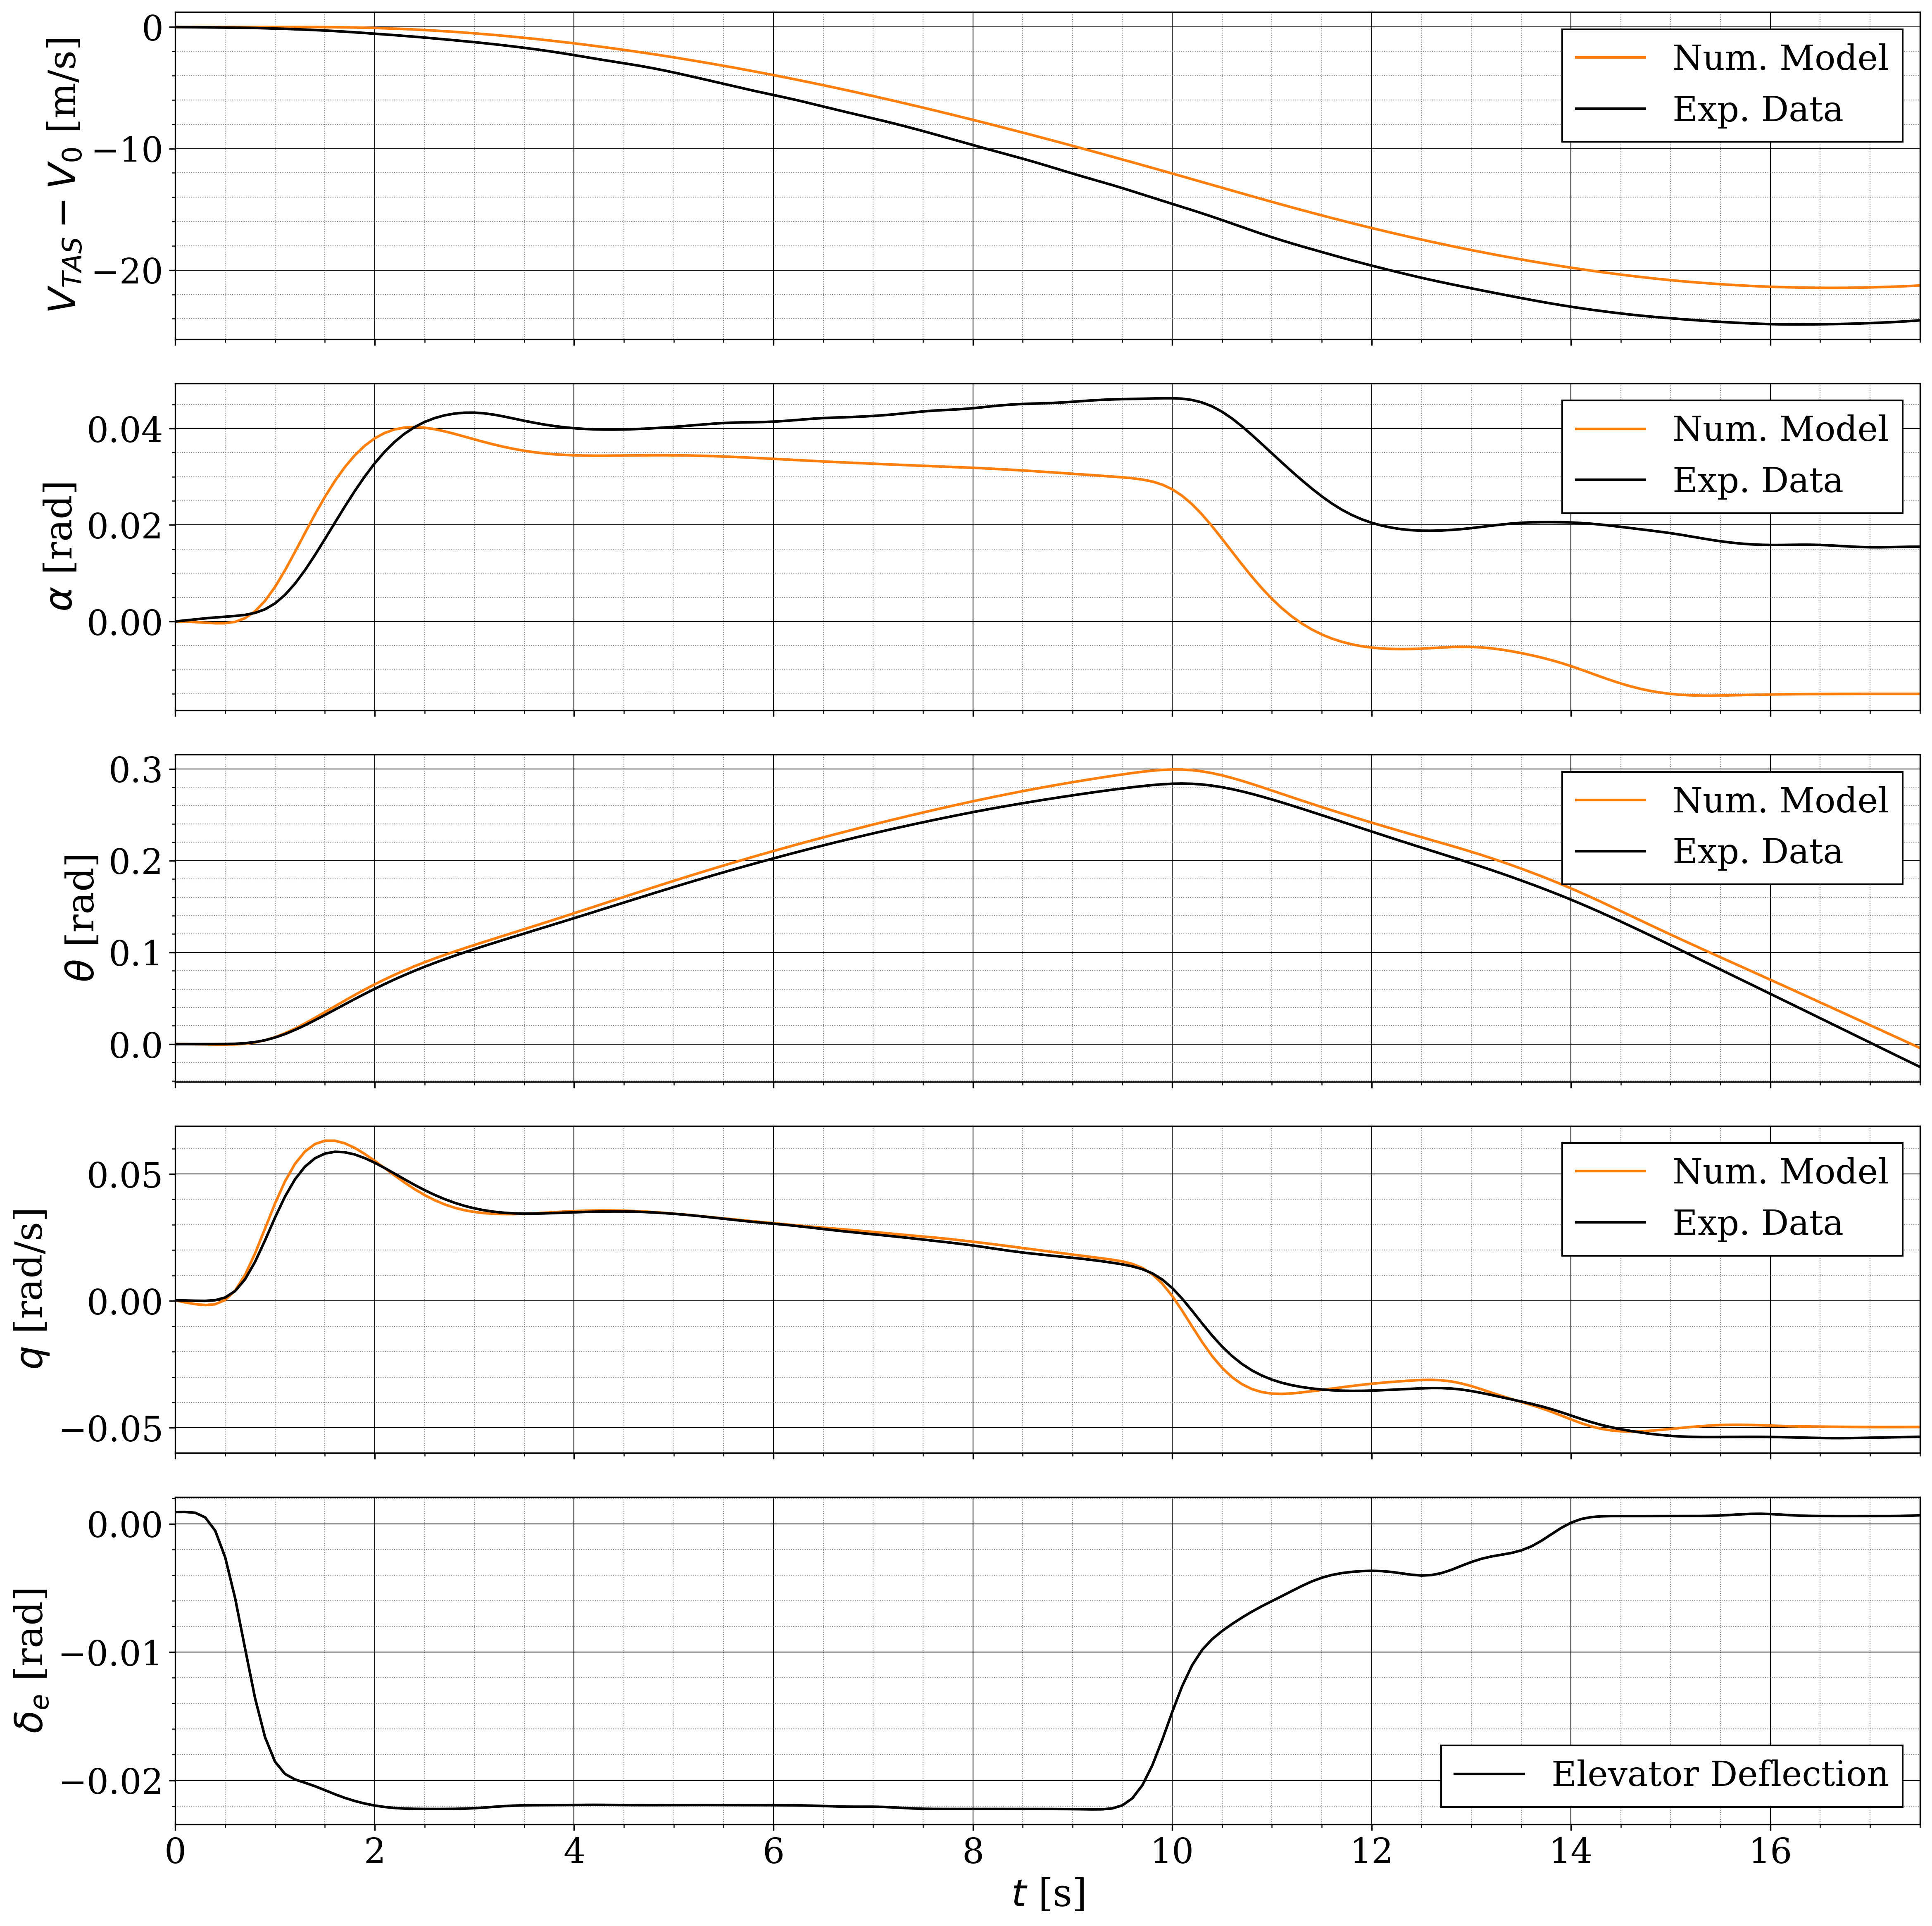 V_TAS − V_0 [m/s]
0
−10
−20
Num. Model
Exp. Data
α [rad]
0.04
0.02
0.00
Num. Model
Exp. Data
θ [rad]
0.3
0.2
0.1
0.0
Num. Model
Exp. Data
q [rad/s]
0.05
0.00
−0.05
Num. Model
Exp. Data
δ_e [rad]
0.00
−0.01
−0.02
Elevator Deflection
0 2 4 6 8 10 12 14 16
t [s]